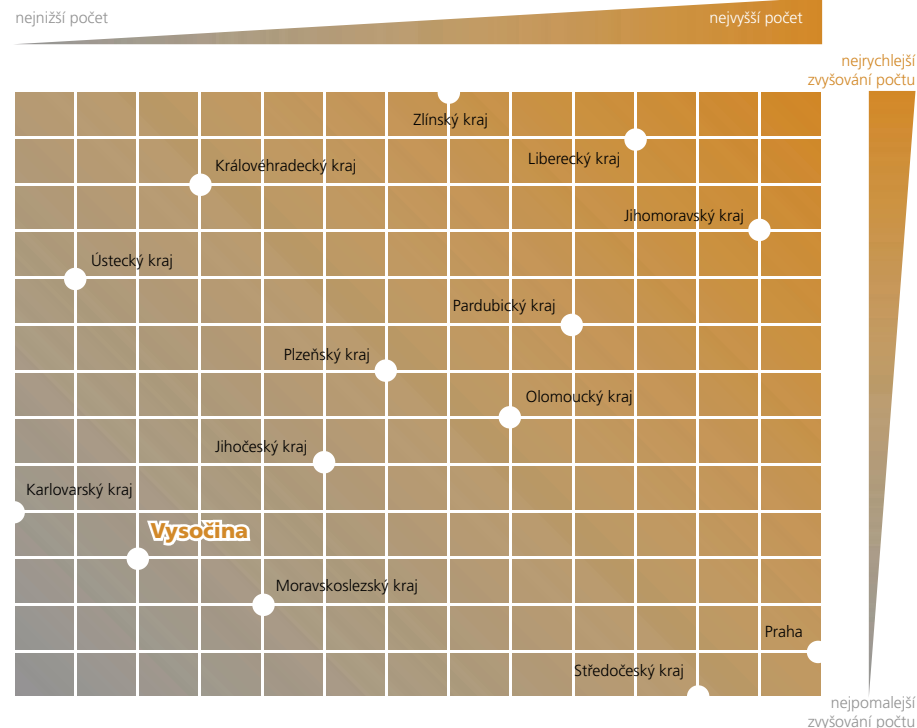 nejnižší počet
nejvyšší počet
nejrychlejší
zvyšování počtu
Zlínský kraj
Liberecký kraj
Královéhradecký kraj
Jihomoravský kraj
Ústecký kraj
Pardubický kraj
Plzeňský kraj
Olomoucký kraj
Jihočeský kraj
Karlovarský kraj
Vysočina
Moravskoslezský kraj
Praha
Středočeský kraj
nejpomalejší
zvyšování počtu